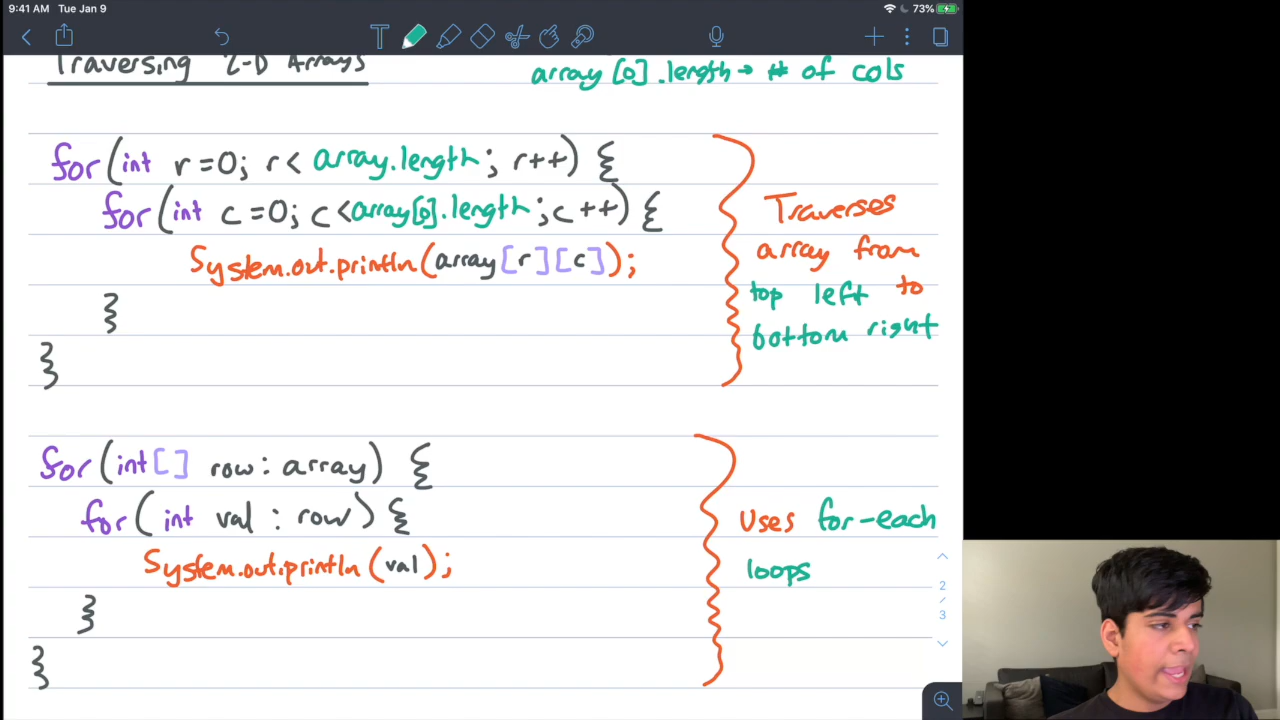 9:41 AM Tue Jan 9
73%
Traversing 2-D Arrays
array[0].length → # of cols
for(int r=0; r< array.length; r++) {
for(int c=0; c<array[0].length; c++) {
System.out.println(array[r][c]);
}
}
Traverses
array from
top left to
bottom right
for(int[] row: array) {
for(int val : row) {
System.out.println(val);
}
}
Uses for-each
loops
2
/
3